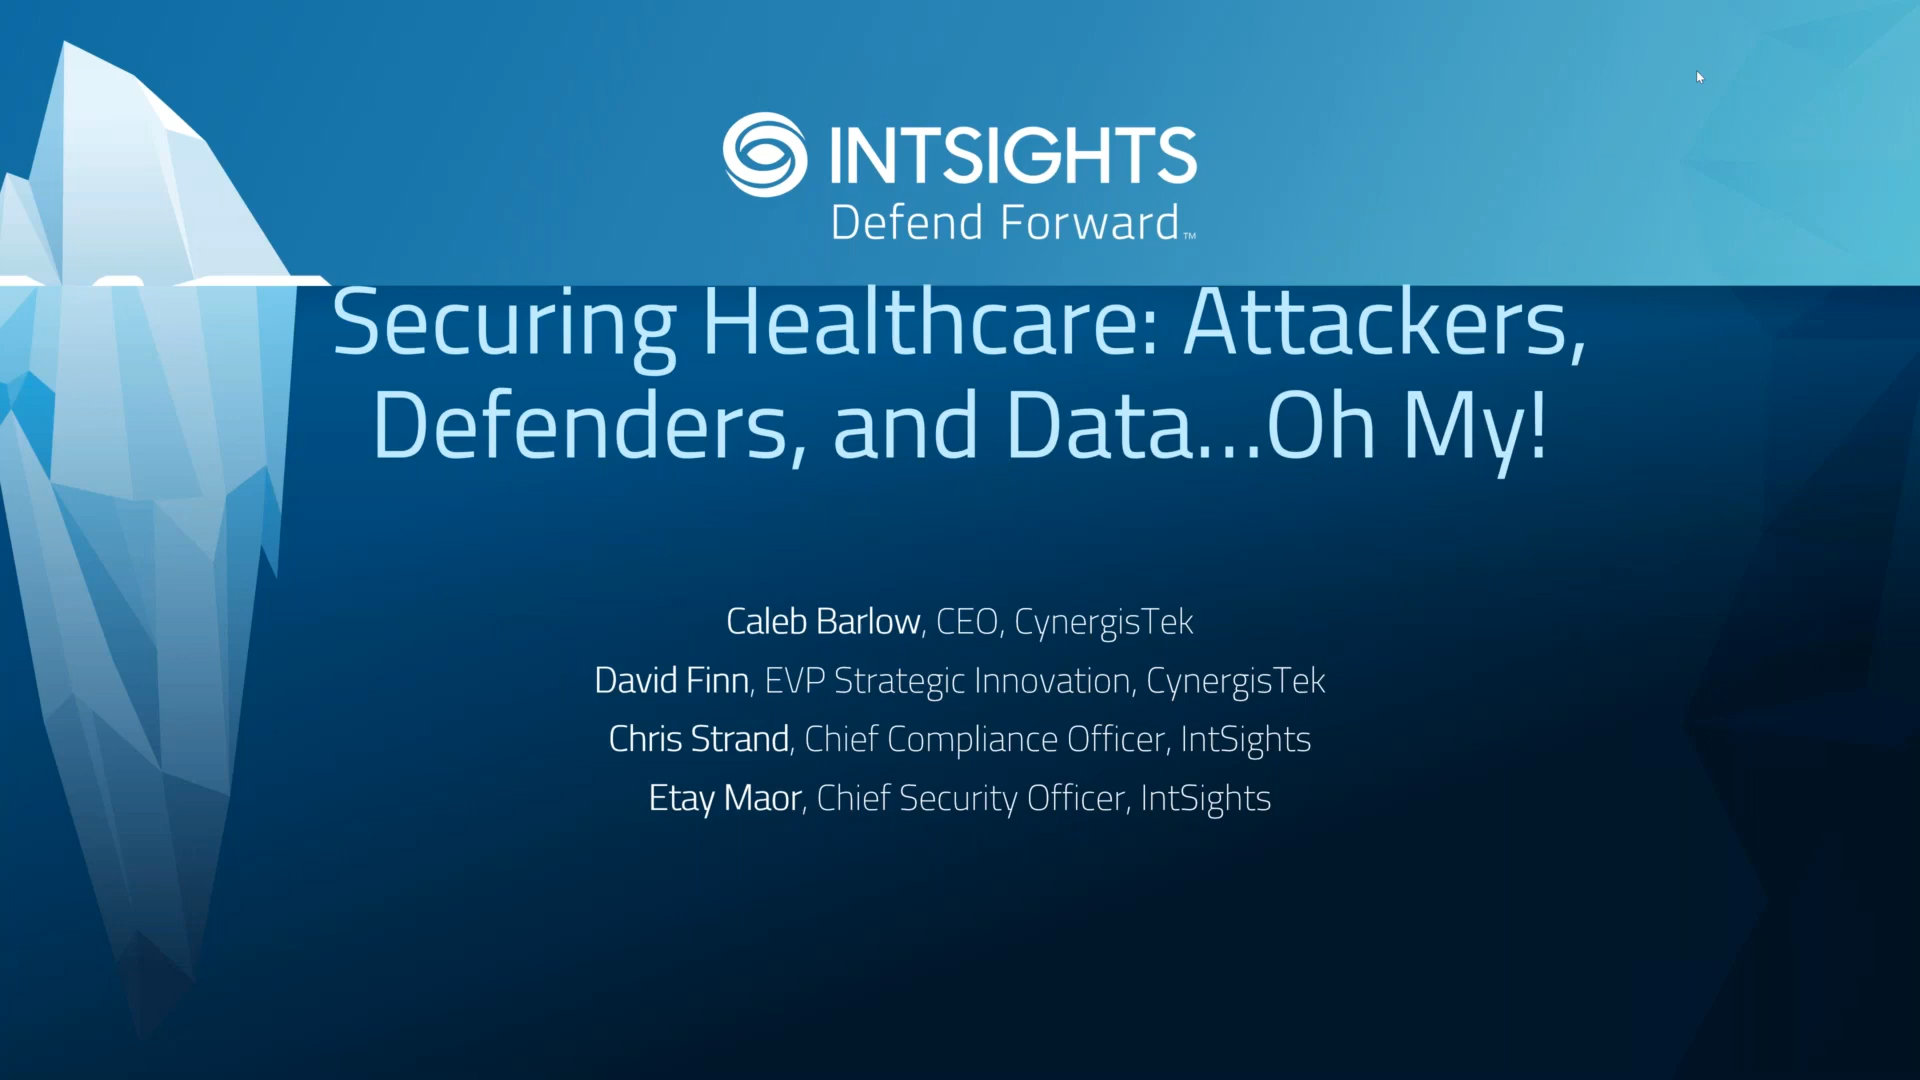 INTSIGHTS
Defend Forward™
Securing Healthcare: Attackers,
Defenders, and Data...Oh My!
Caleb Barlow, CEO, CynergisTek
David Finn, EVP Strategic Innovation, CynergisTek
Chris Strand, Chief Compliance Officer, IntSights
Etay Maor, Chief Security Officer, IntSights